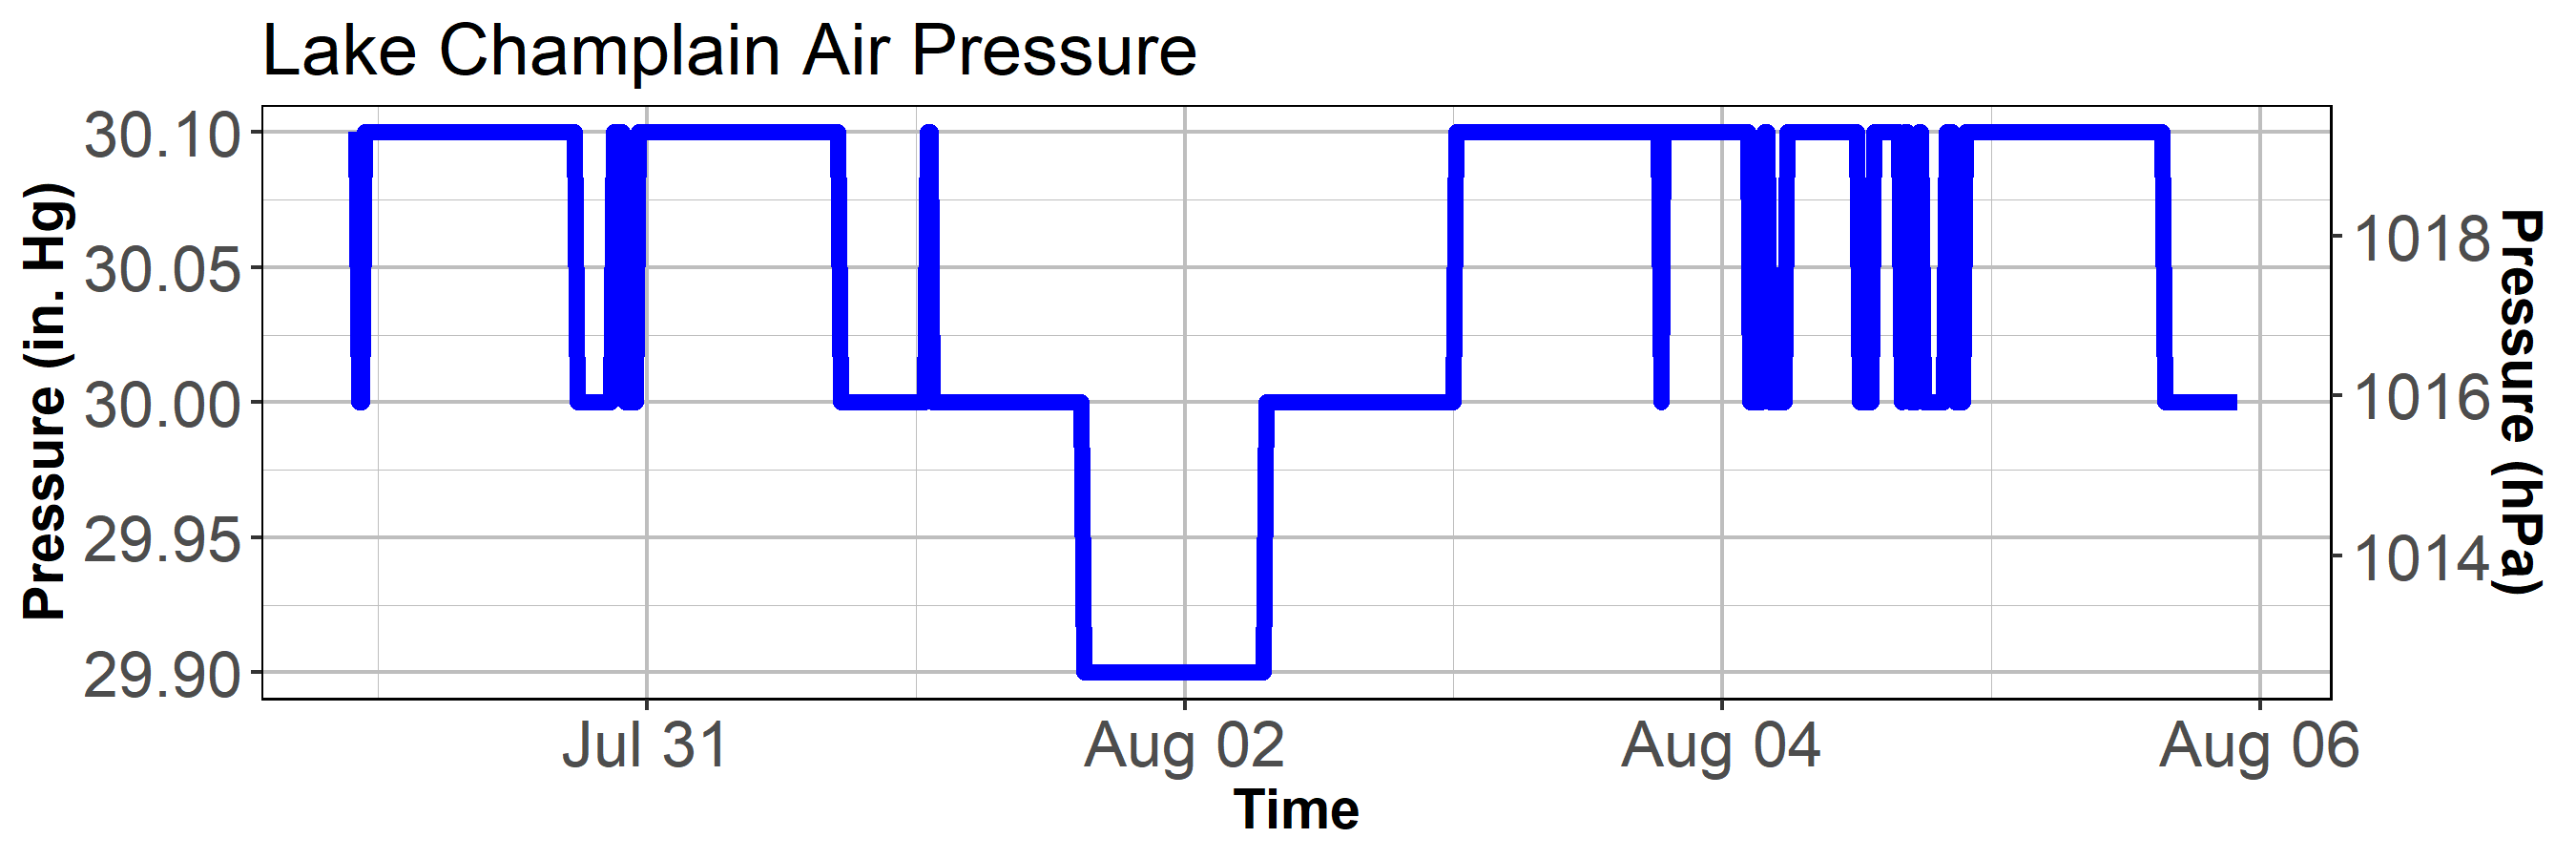 Lake Champlain Air Pressure
Pressure (in. Hg)
30.10
30.05
30.00
29.95
29.90
1018
1016
1014
Pressure (hPa)
Jul 31
Aug 02
Aug 04
Aug 06
Time